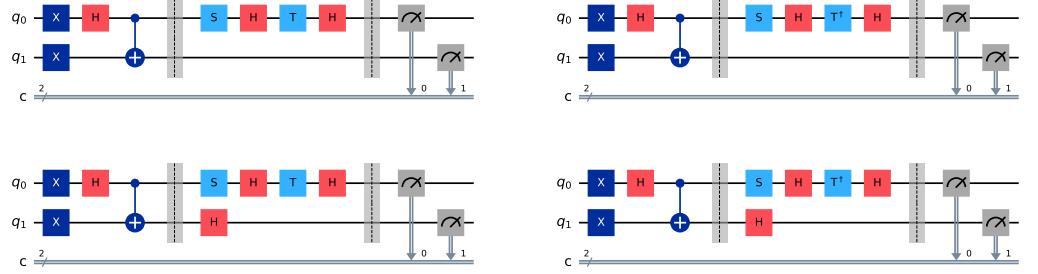 q0 X H S H T H
q1 X
c 2 0 1
q0 X H S H T† H
q1 X
c 2 0 1
q0 X H S H T H
q1 X H
c 2 0 1
q0 X H S H T† H
q1 X H
c 2 0 1